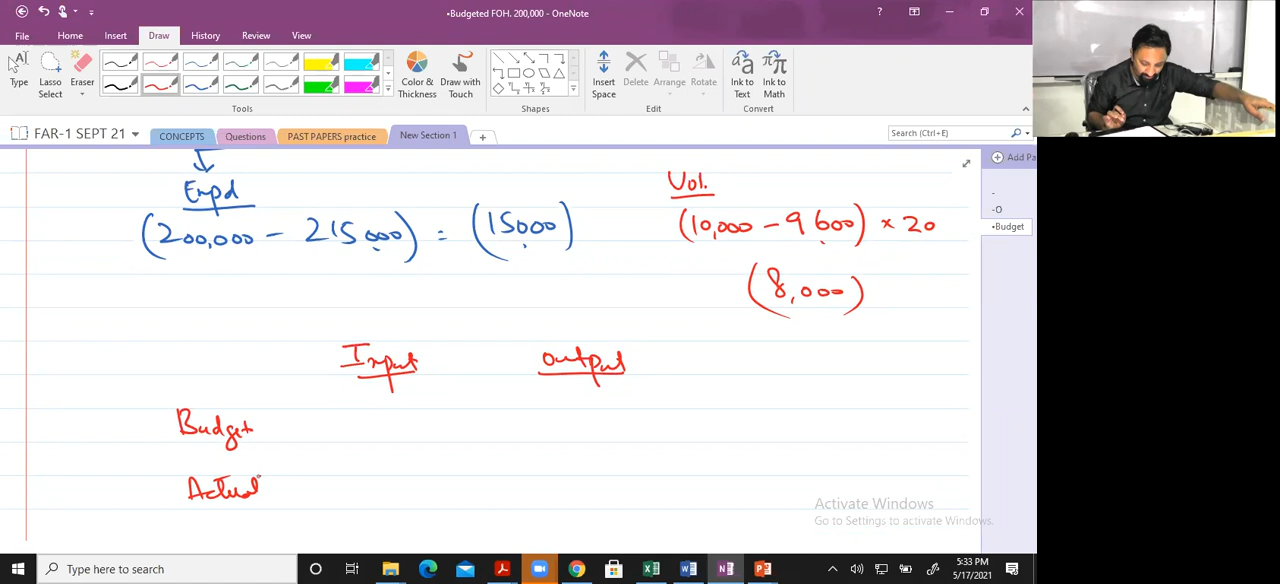 •Budgeted FOH. 200,000 - OneNote
?
File Home Insert Draw History Review View
Type
Lasso Select
Eraser
Color & Thickness
Draw with Touch
Insert Space
Delete
Arrange
Rotate
Ink to Text
Ink to Math
Tools
Shapes
Edit
Convert
FAR-1 SEPT 21
CONCEPTS
Questions
PAST PAPERS practice
New Section 1
Search (Ctrl+E)
Add Pa
-
-O
•Budget
Expd
(200,000 - 215000) = (15000)
Vol.
(10,000 - 9600) × 20
(8,000)
Input Output
Budget
Actual
Activate Windows
Go to Settings to activate Windows.
Type here to search
5:33 PM
5/17/2021